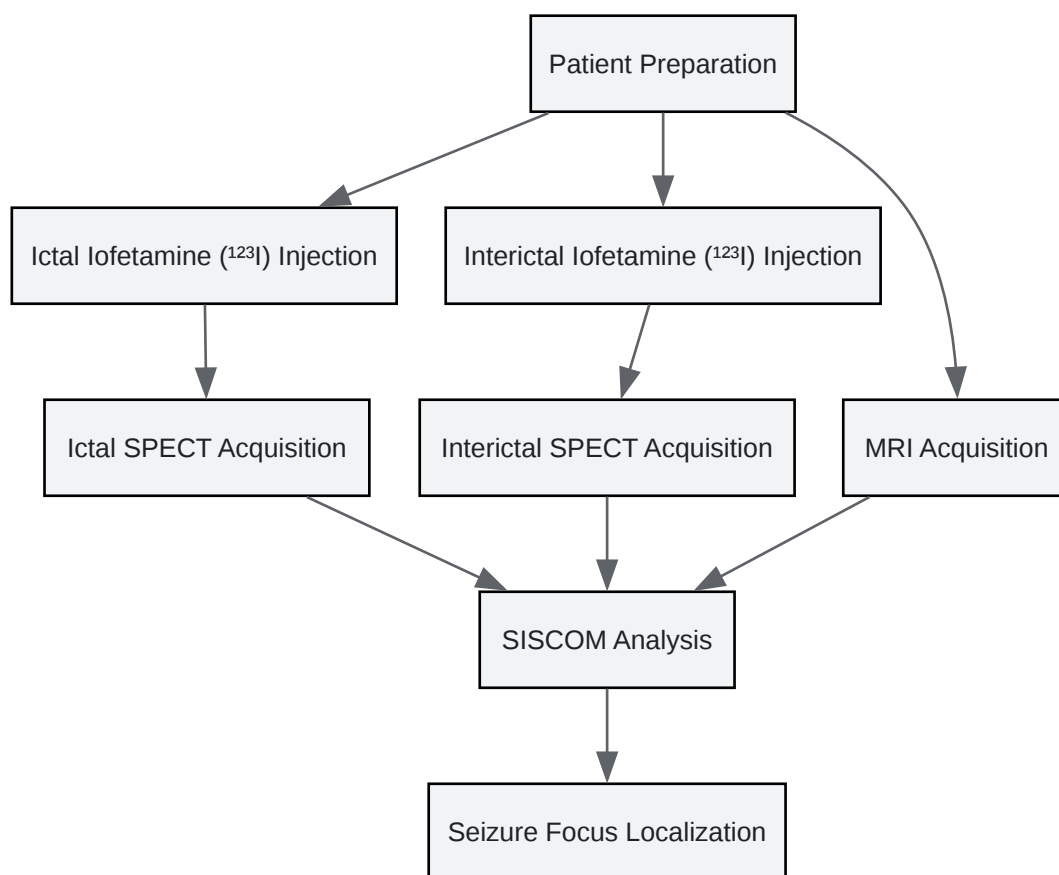 Patient Preparation
Ictal Iofetamine (¹²³I) Injection
Interictal Iofetamine (¹²³I) Injection
Ictal SPECT Acquisition
Interictal SPECT Acquisition
MRI Acquisition
SISCOM Analysis
Seizure Focus Localization